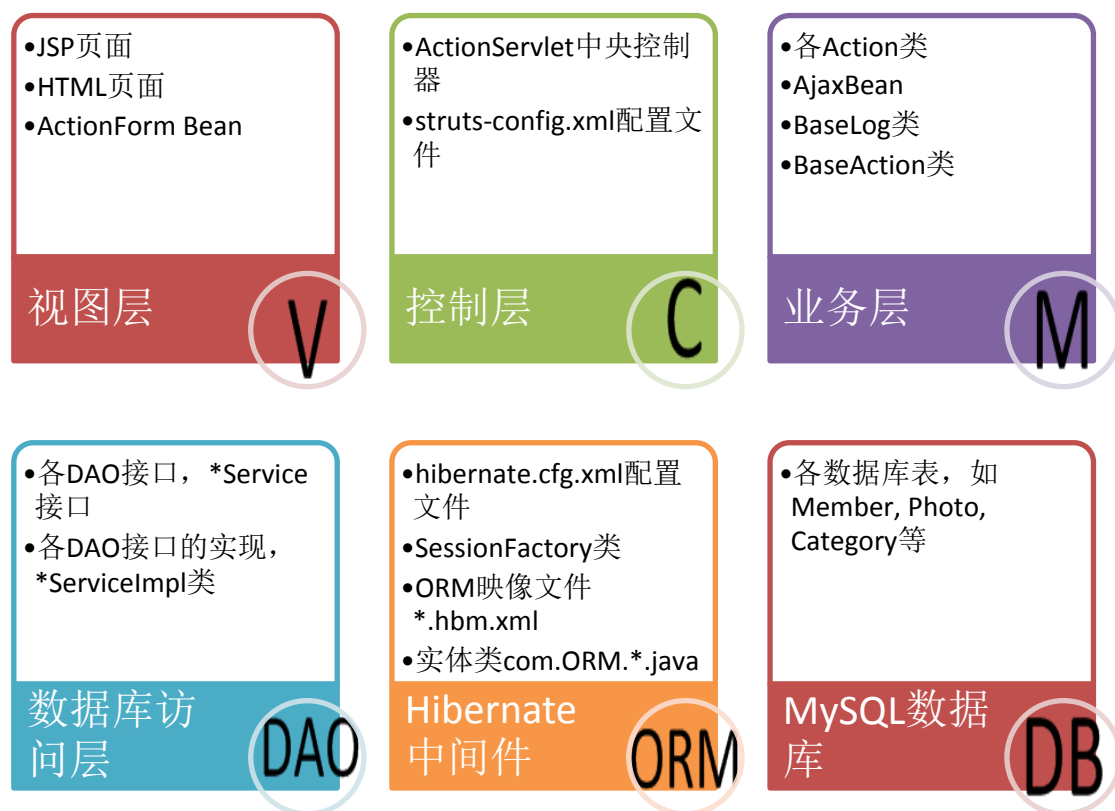 •JSP页面
•HTML页面
•ActionForm Bean
视图层
V
•ActionServlet中央控制
器
•struts-config.xml配置文
件
控制层
C
•各Action类
•AjaxBean
•BaseLog类
•BaseAction类
业务层
M
•各DAO接口，*Service
接口
•各DAO接口的实现，
*ServiceImpl类
数据库访
问层
DAO
•hibernate.cfg.xml配置
文件
•SessionFactory类
•ORM映像文件
*.hbm.xml
•实体类com.ORM.*.java
Hibernate
中间件
ORM
•各数据库表，如
Member, Photo,
Category等
MySQL数据
库
DB